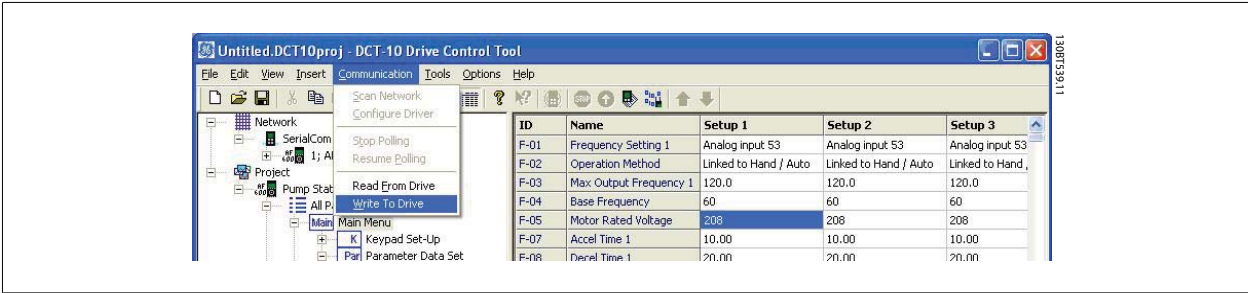 Untitled.DCT10proj - DCT-10 Drive Control Tool
File Edit View Insert Communication Tools Options Help
Scan Network
Configure Driver
Stop Polling
Resume Polling
Read From Drive
Write To Drive
Network
SerialCom
1; A
Project
Pump Stat
All P
Main Main Menu
K Keypad Set-Up
Par Parameter Data Set
ID Name Setup 1 Setup 2 Setup 3
F-01 Frequency Setting 1 Analog input 53 Analog input 53 Analog input 53
F-02 Operation Method Linked to Hand / Auto Linked to Hand / Auto Linked to Hand
F-03 Max Output Frequency 1 120.0 120.0 120.0
F-04 Base Frequency 60 60 60
F-05 Motor Rated Voltage 208 208 208
F-07 Accel Time 1 10.00 10.00 10.00
F-08 Decel Time 1 20.00 20.00 20.00
130BT539.11